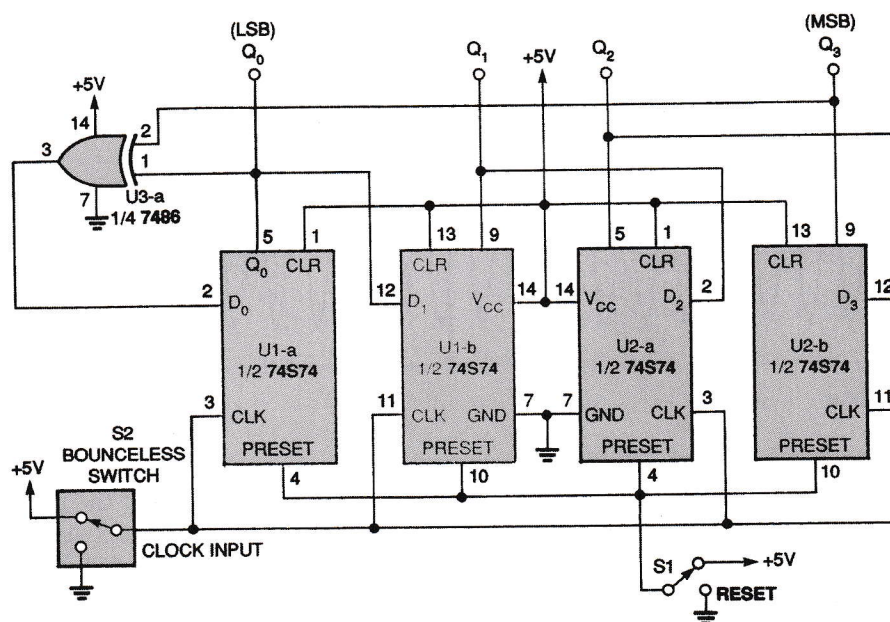 (LSB)
Q0
Q1
+5V
Q2
(MSB)
Q3
+5V
14
2
3
1
7
U3-a
1/4 7486
5
1
13
9
5
1
13
9
Q0
CLR
CLR
CLR
CLR
2
D0
12
D1
VCC
14
14
VCC
D2
2
D3
12
U1-a
1/2 74S74
U1-b
1/2 74S74
U2-a
1/2 74S74
U2-b
1/2 74S74
3
CLK
11
CLK
GND
7
7
GND
CLK
3
CLK
11
PRESET
PRESET
PRESET
PRESET
4
10
4
10
S2
BOUNCELESS
SWITCH
+5V
CLOCK INPUT
S1
+5V
RESET